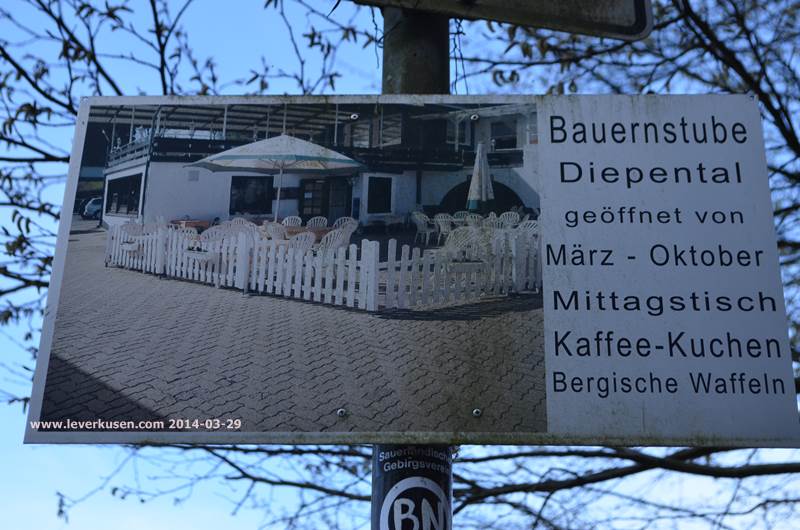 Bauernstube
Diepental
geöffnet von
März - Oktober
Mittagstisch
Kaffee-Kuchen
Bergische Waffeln
www.leverkusen.com 2014-03-29
Gebirgsverein
BN